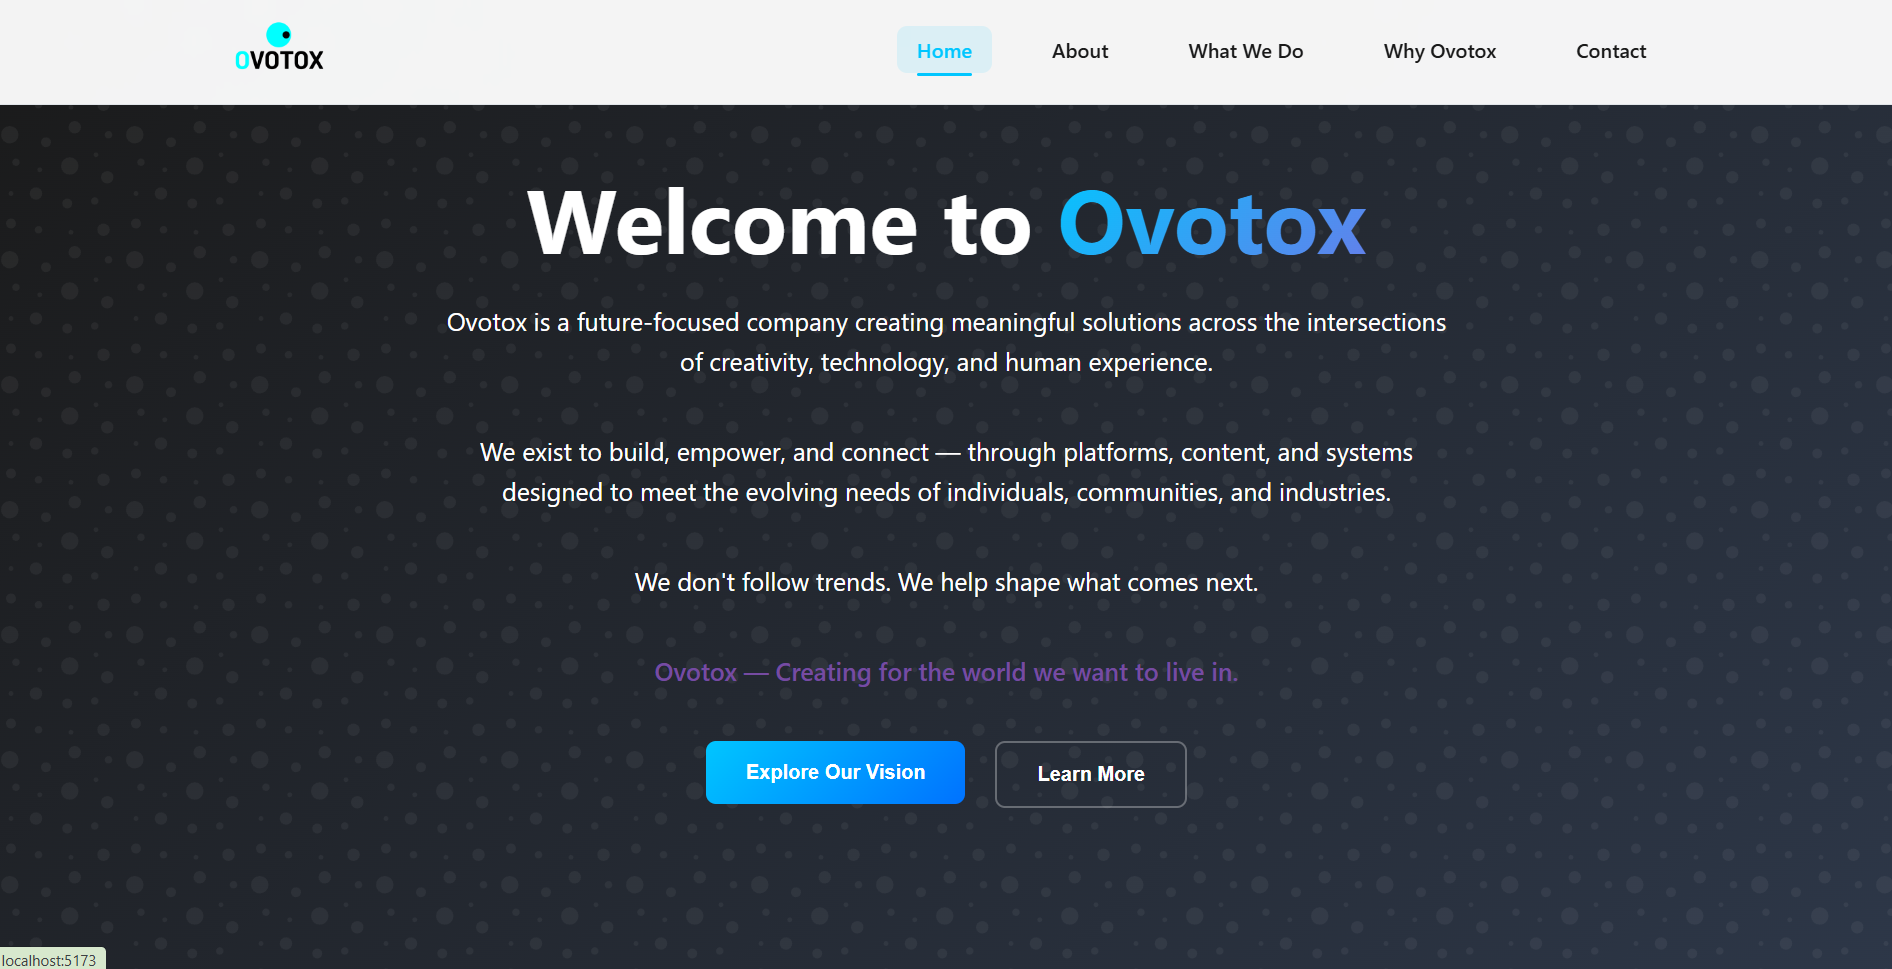 OVOTOX
Home
About
What We Do
Why Ovotox
Contact
Welcome to Ovotox
Ovotox is a future-focused company creating meaningful solutions across the intersections
of creativity, technology, and human experience.
We exist to build, empower, and connect — through platforms, content, and systems
designed to meet the evolving needs of individuals, communities, and industries.
We don't follow trends. We help shape what comes next.
Ovotox — Creating for the world we want to live in.
Explore Our Vision
Learn More
localhost:5173